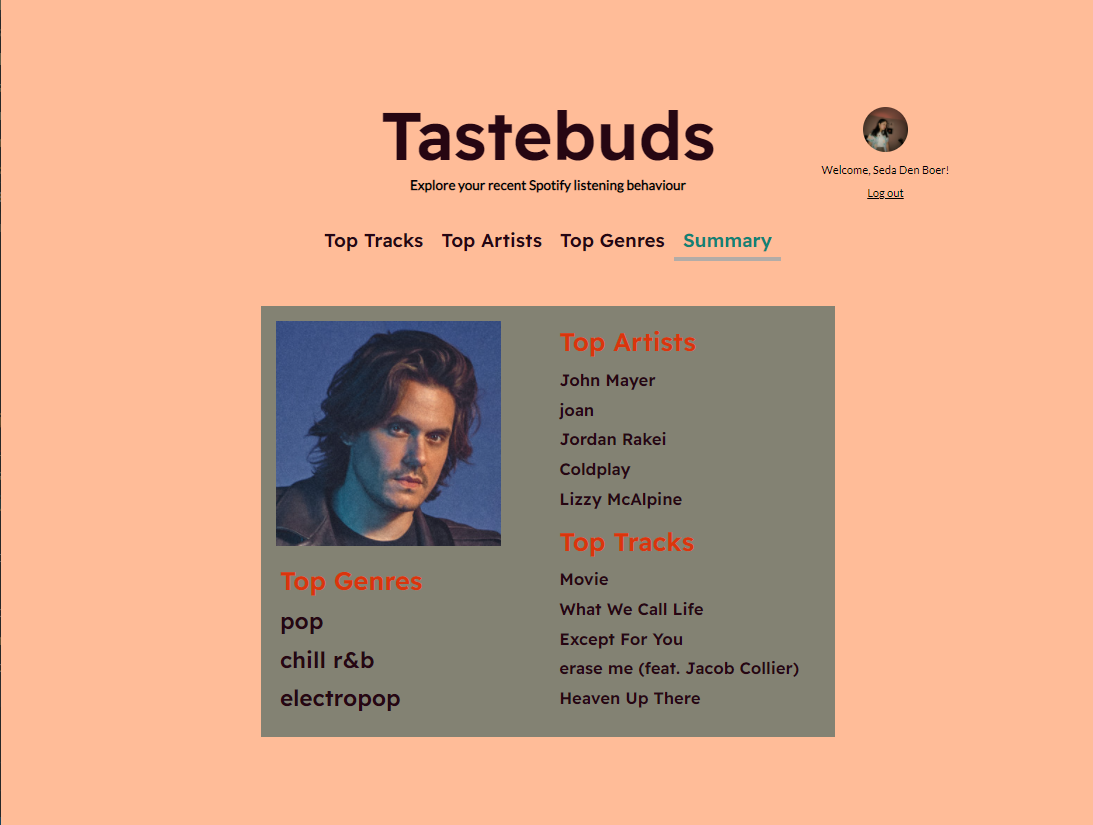 Tastebuds
Explore your recent Spotify listening behaviour
Welcome, Seda Den Boer!
Log out
Top Tracks Top Artists Top Genres Summary
Top Artists
John Mayer
joan
Jordan Rakei
Coldplay
Lizzy McAlpine
Top Tracks
Movie
What We Call Life
Except For You
erase me (feat. Jacob Collier)
Heaven Up There
Top Genres
pop
chill r&b
electropop